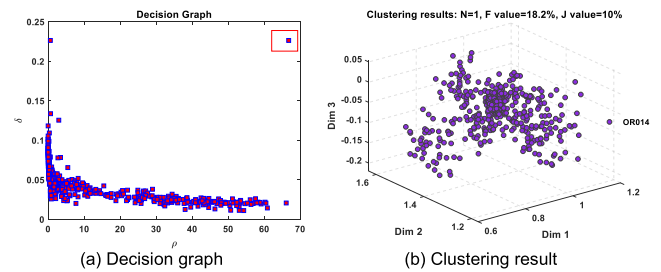 Decision Graph
0.25
0.2
0.15
0.1
0.05
0
δ
0 10 20 30 40 50 60 70
ρ
(a) Decision graph
Clustering results: N=1, F value=18.2%, J value=10%
0.05
0
-0.05
-0.1
-0.15
-0.2
Dim 3
1.6
1.4
1.2
Dim 2
0.6
0.8
1
1.2
Dim 1
OR014
(b) Clustering result